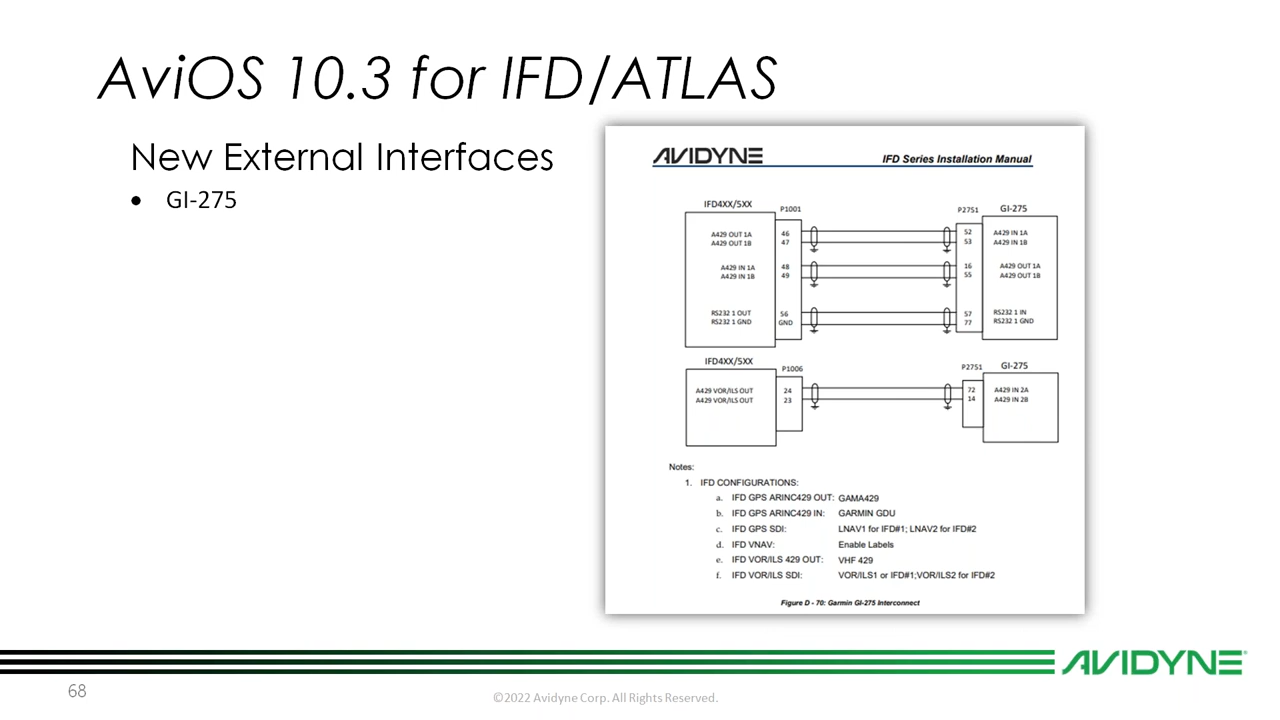 AviOS 10.3 for IFD/ATLAS
New External Interfaces
• GI-275
AVIDYNE IFD Series Installation Manual
IFD4XX/5XX P1001 P2751 GI-275
A429 OUT 1A 46 52 A429 IN 1A
A429 OUT 1B 47 53 A429 IN 1B
A429 IN 1A 48 16 A429 OUT 1A
A429 IN 1B 49 55 A429 OUT 1B
RS232 1 OUT 56 57 RS232 1 IN
RS232 1 GND GND 77 RS232 1 GND
IFD4XX/5XX P1006 P2751 GI-275
A429 VOR/ILS OUT 24 72 A429 IN 2A
A429 VOR/ILS OUT 23 14 A429 IN 2B
Notes:
1. IFD CONFIGURATIONS:
a. IFD GPS ARINC429 OUT: GAMA429
b. IFD GPS ARINC429 IN: GARMIN GDU
c. IFD GPS SDI: LNAV1 for IFD#1; LNAV2 for IFD#2
d. IFD VNAV: Enable Labels
e. IFD VOR/ILS 429 OUT: VHF 429
f. IFD VOR/ILS SDI: VOR/ILS1 or IFD#1;VOR/ILS2 for IFD#2
Figure D - 70: Garmin GI-275 Interconnect
AVIDYNE
68
©2022 Avidyne Corp. All Rights Reserved.